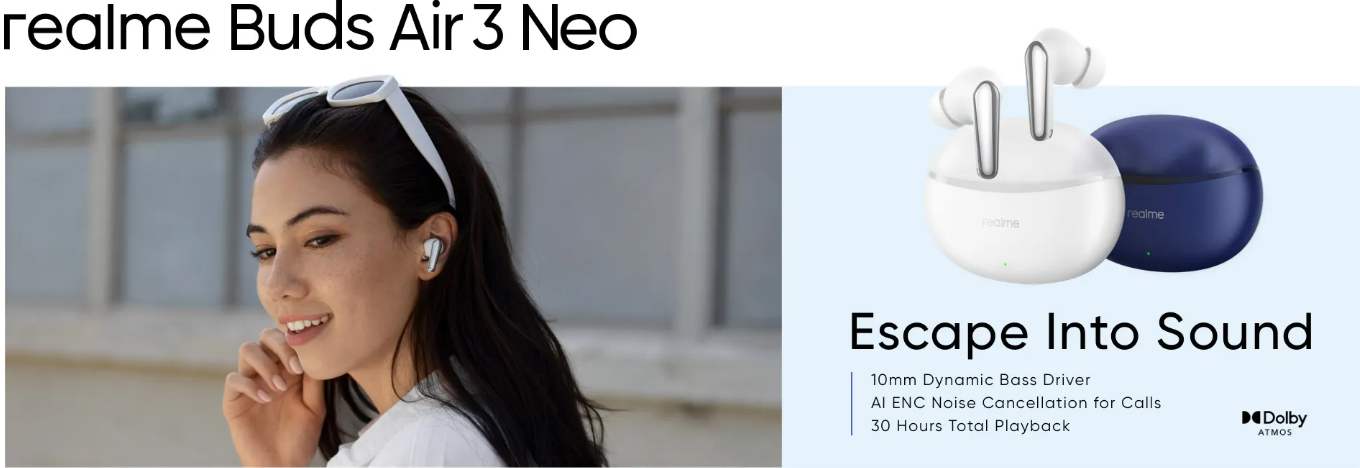 realme Buds Air 3 Neo
realme
realme
Escape Into Sound
10mm Dynamic Bass Driver
AI ENC Noise Cancellation for Calls
30 Hours Total Playback
Dolby
ATMOS